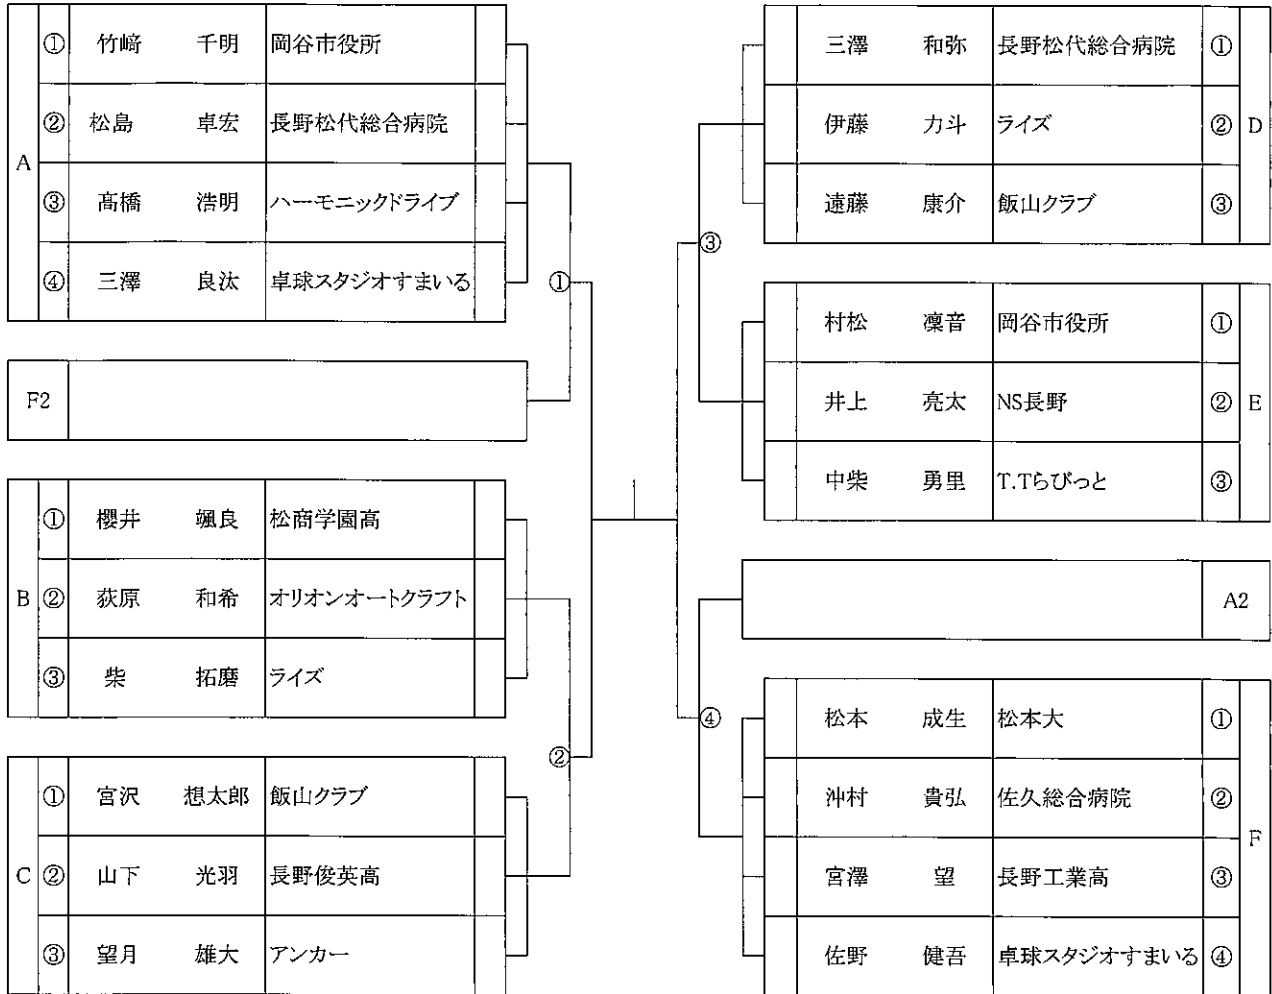 A
① 竹﨑 千明 岡谷市役所
② 松島 卓宏 長野松代総合病院
③ 髙橋 浩明 ハーモニックドライブ
④ 三澤 良汰 卓球スタジオすまいる
①
F2
B
① 櫻井 颯良 松商学園高
② 荻原 和希 オリオンオートクラフト
③ 柴 拓磨 ライズ
②
C
① 宮沢 想太郎 飯山クラブ
② 山下 光羽 長野俊英高
③ 望月 雄大 アンカー
三澤 和弥 長野松代総合病院 ①
伊藤 力斗 ライズ ②
遠藤 康介 飯山クラブ ③
D
③
村松 凜音 岡谷市役所 ①
井上 亮太 NS長野 ②
中柴 勇里 T.Tらびっと ③
E
A2
④
松本 成生 松本大 ①
沖村 貴弘 佐久総合病院 ②
宮澤 望 長野工業高 ③
佐野 健吾 卓球スタジオすまいる ④
F